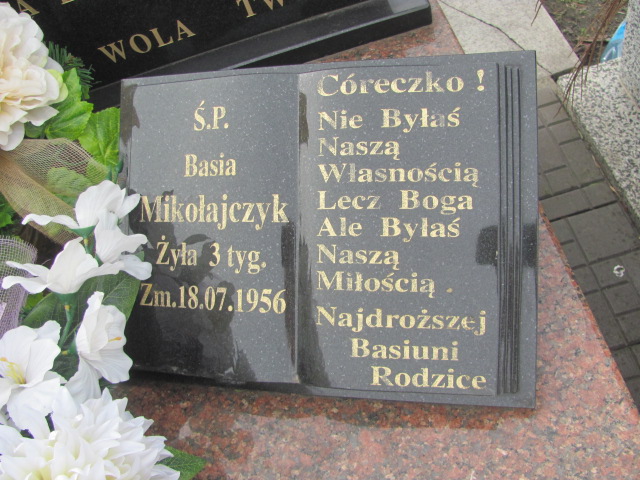 WOLA TW
Ś.P.
Basia
Mikołajczyk
Żyła 3 tyg.
Zm.18.07.1956
Córeczko !
Nie Byłaś
Naszą
Własnością
Lecz Boga
Ale Byłaś
Naszą
Miłością.
Najdroższej
Basiuni
Rodzice